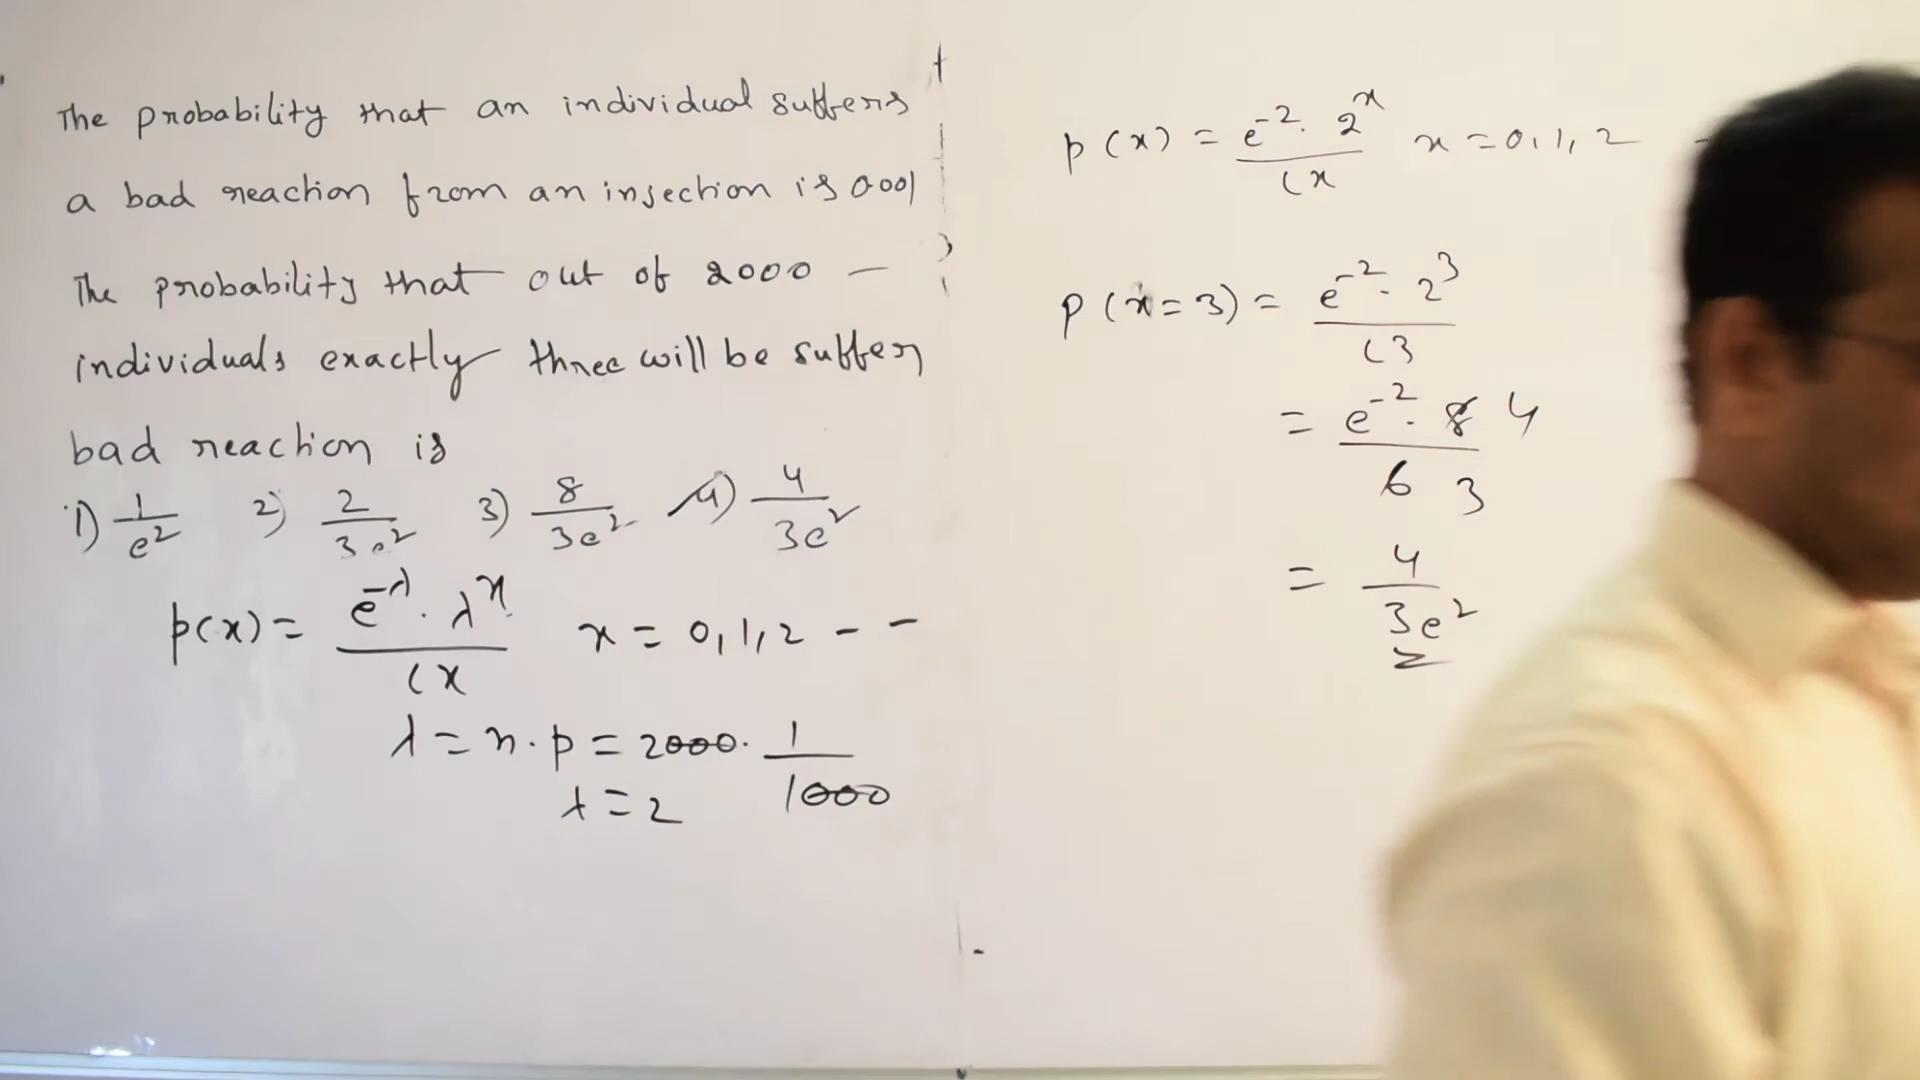 The probability that an individual suffers
a bad reaction from an injection is 0.001
The probability that out of 2000 —
individuals exactly three will be suffer
bad reaction is
1) 1/e² 2) 2/3e² 3) 8/3e² 4) 4/3e²
p(x) = e^-λ · λ^x / (x x = 0, 1, 2 - -
λ = n · p = 2000 · 1/1000
λ = 2
p(x) = e^-2 · 2^x / (x x = 0, 1, 2 -
p(x=3) = e^-2 · 2³ / (3
= e^-2 · 8 4 / 6 3
= 4/3e²